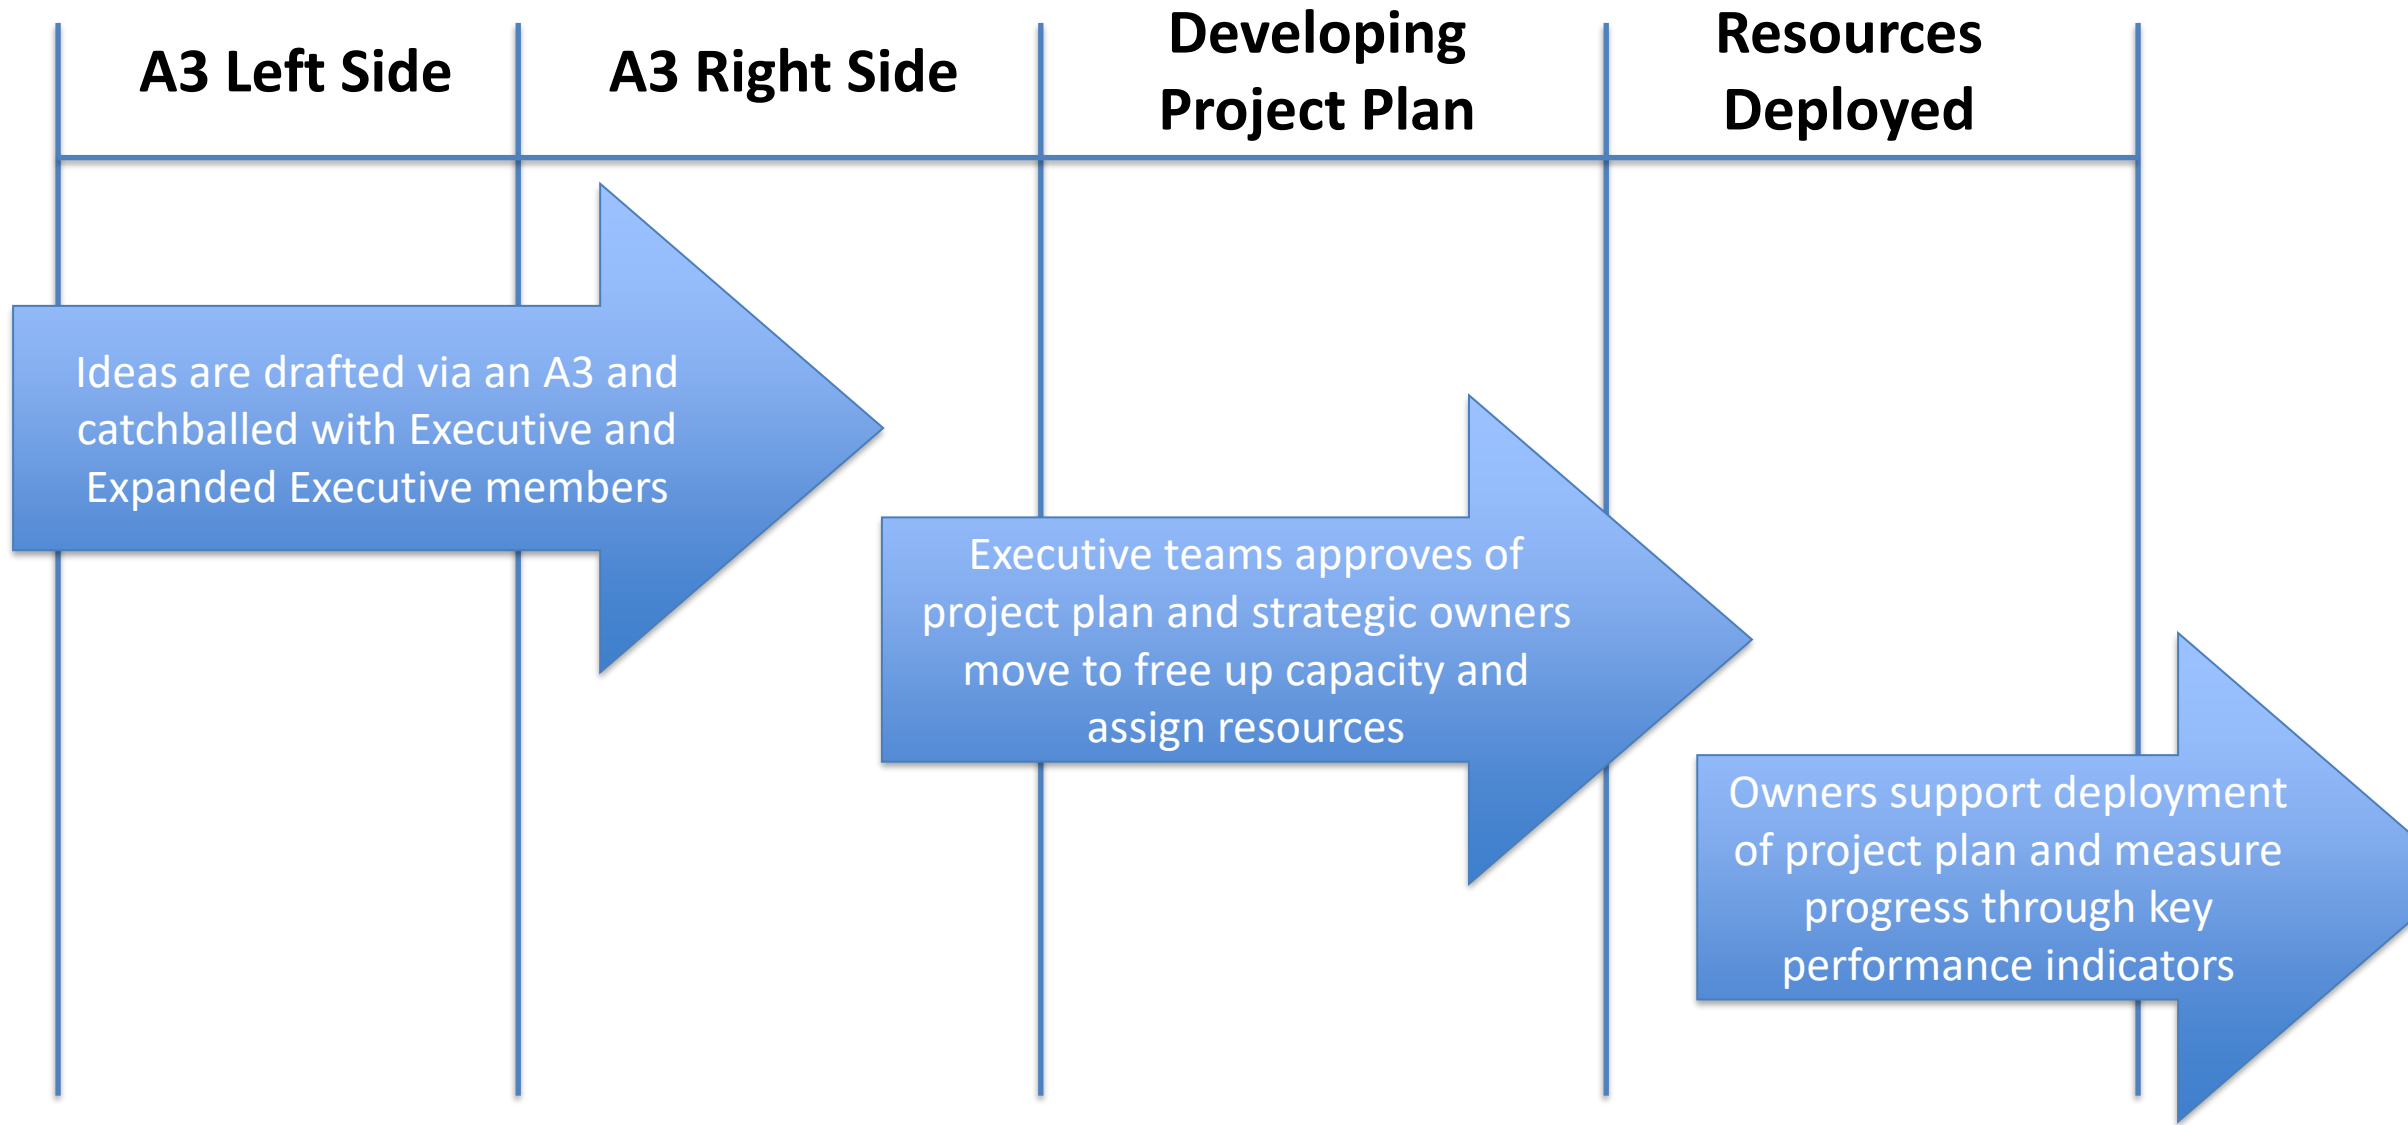 A3 Left Side
A3 Right Side
Developing
Project Plan
Resources
Deployed
Ideas are drafted via an A3 and
catchballed with Executive and
Expanded Executive members
Executive teams approves of
project plan and strategic owners
move to free up capacity and
assign resources
Owners support deployment
of project plan and measure
progress through key
performance indicators